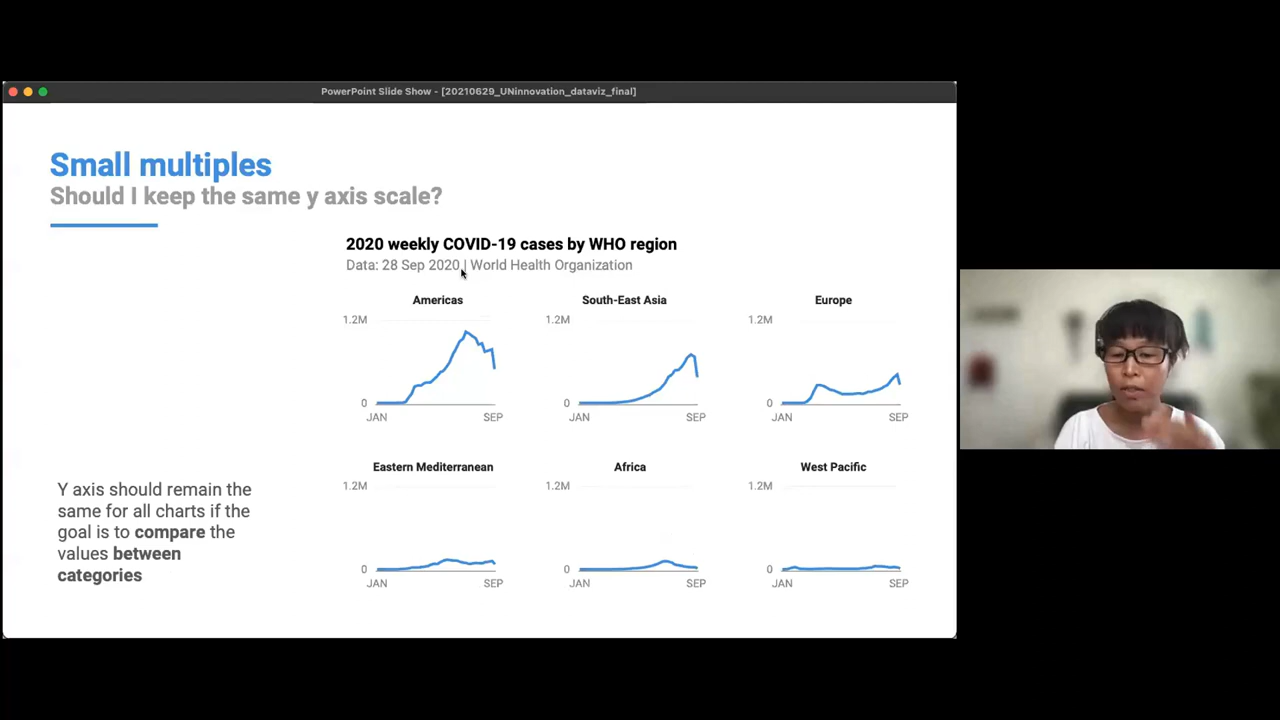 PowerPoint Slide Show - [20210629_UNinnovation_dataviz_final]
Small multiples
Should I keep the same y axis scale?
2020 weekly COVID-19 cases by WHO region
Data: 28 Sep 2020 | World Health Organization
Americas
1.2M
0
JAN SEP
South-East Asia
1.2M
0
JAN SEP
Europe
1.2M
0
JAN SEP
Eastern Mediterranean
1.2M
0
JAN SEP
Africa
1.2M
0
JAN SEP
West Pacific
1.2M
0
JAN SEP
Y axis should remain the
same for all charts if the
goal is to compare the
values between
categories